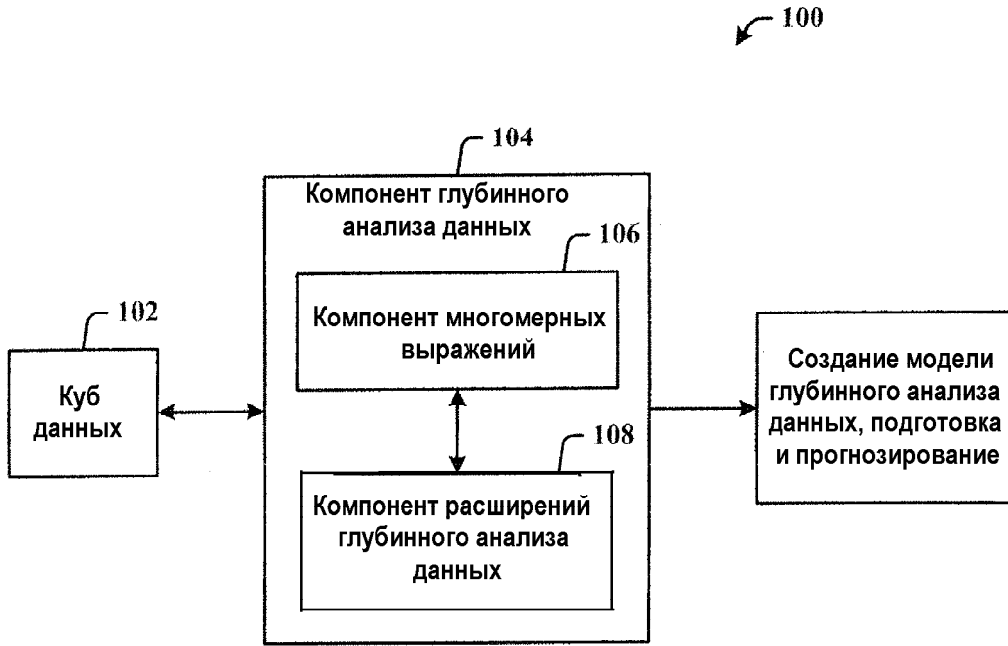 100
104
Компонент глубинного
анализа данных
106
Компонент многомерных
выражений
102
Куб
данных
108
Компонент расширений
глубинного анализа
данных
Создание модели
глубинного анализа
данных, подготовка
и прогнозирование